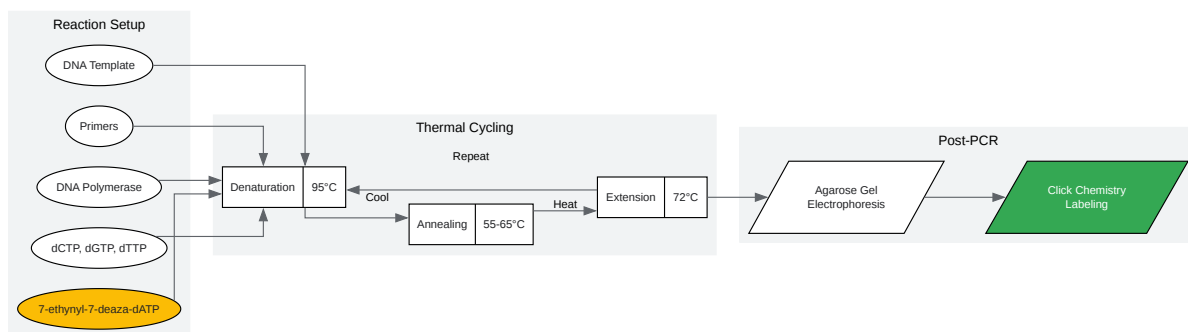 Reaction Setup
DNA Template
Primers
DNA Polymerase
dCTP, dGTP, dTTP
7-ethynyl-7-deaza-dATP
Thermal Cycling
Repeat
Denaturation
95°C
Cool
Annealing
55-65°C
Heat
Extension
72°C
Post-PCR
Agarose Gel
Electrophoresis
Click Chemistry
Labeling